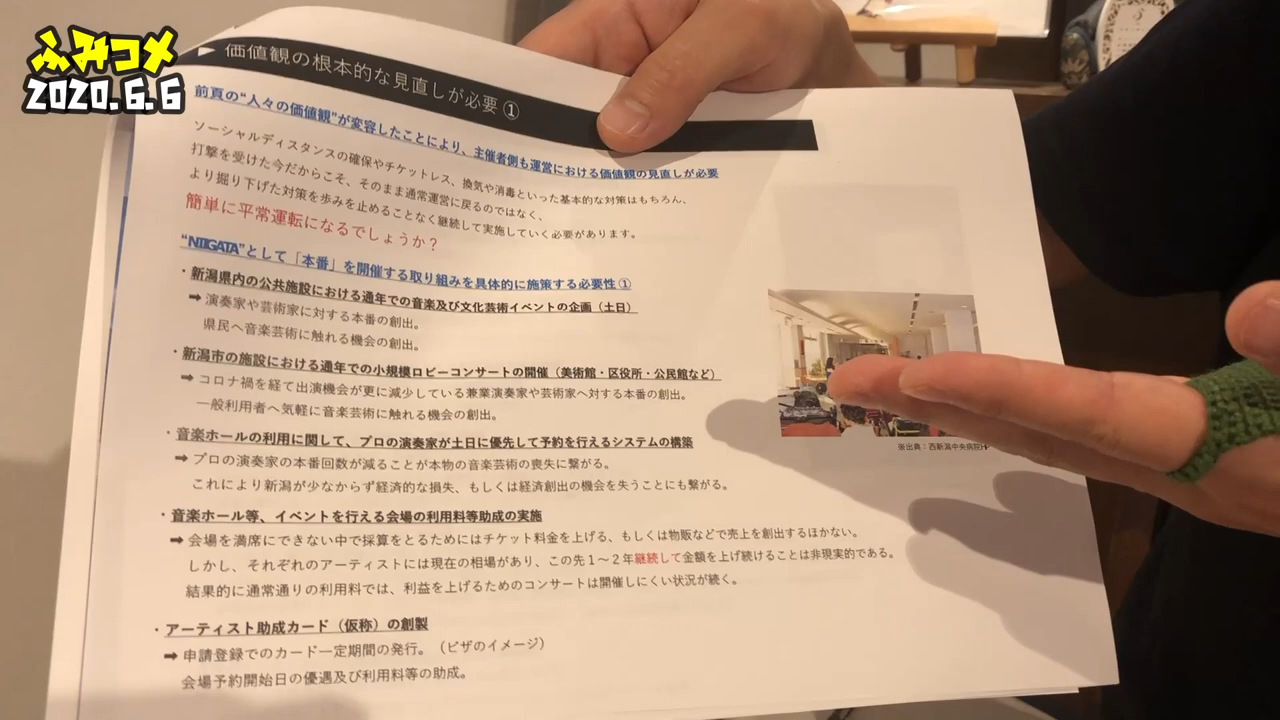 ふみコメ
2020.6.6
▶ 価値観の根本的な見直しが必要①
前頁の“人々の価値観”が変容したことにより、主催者側も運営における価値観の見直しが必要
ソーシャルディスタンスの確保やチケットレス、換気や消毒といった基本的な対策はもちろん、
打撃を受けた今だからこそ、そのまま通常運営に戻るのではなく、
より掘り下げた対策を歩みを止めることなく継続して実施していく必要があります。
簡単に平常運転になるでしょうか？
“NIIGATA”として「本番」を開催する取り組みを具体的に施策する必要性①
・新潟県内の公共施設における通年での音楽及び文化芸術イベントの企画（土日）
➡ 演奏家や芸術家に対する本番の創出。
県民へ音楽芸術に触れる機会の創出。
・新潟市の施設における通年での小規模ロビーコンサートの開催（美術館・区役所・公民館など）
➡ コロナ禍を経て出演機会が更に減少している兼業演奏家や芸術家へ対する本番の創出。
一般利用者へ気軽に音楽芸術に触れる機会の創出。
・音楽ホールの利用に関して、プロの演奏家が土日に優先して予約を行えるシステムの構築
➡ プロの演奏家の本番回数が減ることが本物の音楽芸術の喪失に繋がる。
これにより新潟が少なからず経済的な損失、もしくは経済創出の機会を失うことにも繋がる。
・音楽ホール等、イベントを行える会場の利用料等助成の実施
➡ 会場を満席にできない中で採算をとるためにはチケット料金を上げる、もしくは物販などで売上を創出するほかない。
しかし、それぞれのアーティストには現在の相場があり、この先１～２年継続して金額を上げ続けることは非現実的である。
結果的に通常通りの利用料では、利益を上げるためのコンサートは開催しにくい状況が続く。
・アーティスト助成カード（仮称）の創製
➡ 申請登録でのカード一定期間の発行。（ビザのイメージ）
会場予約開始日の優遇及び利用料等の助成。
出典：西新潟中央病院HP